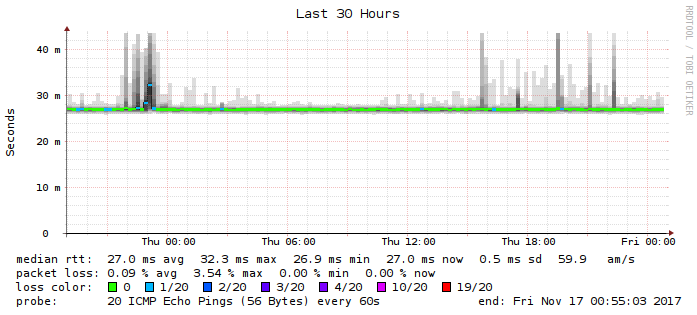 Last 30 Hours
RRDTOOL / TOBI OETIKER
Seconds
40 m
30 m
20 m
10 m
0
Thu 00:00 Thu 06:00 Thu 12:00 Thu 18:00 Fri 00:00
median rtt: 27.0 ms avg 32.3 ms max 26.9 ms min 27.0 ms now 0.5 ms sd 59.9 am/s
packet loss: 0.09 % avg 3.54 % max 0.00 % min 0.00 % now
loss color: 0 1/20 2/20 3/20 4/20 10/20 19/20
probe: 20 ICMP Echo Pings (56 Bytes) every 60s end: Fri Nov 17 00:55:03 2017